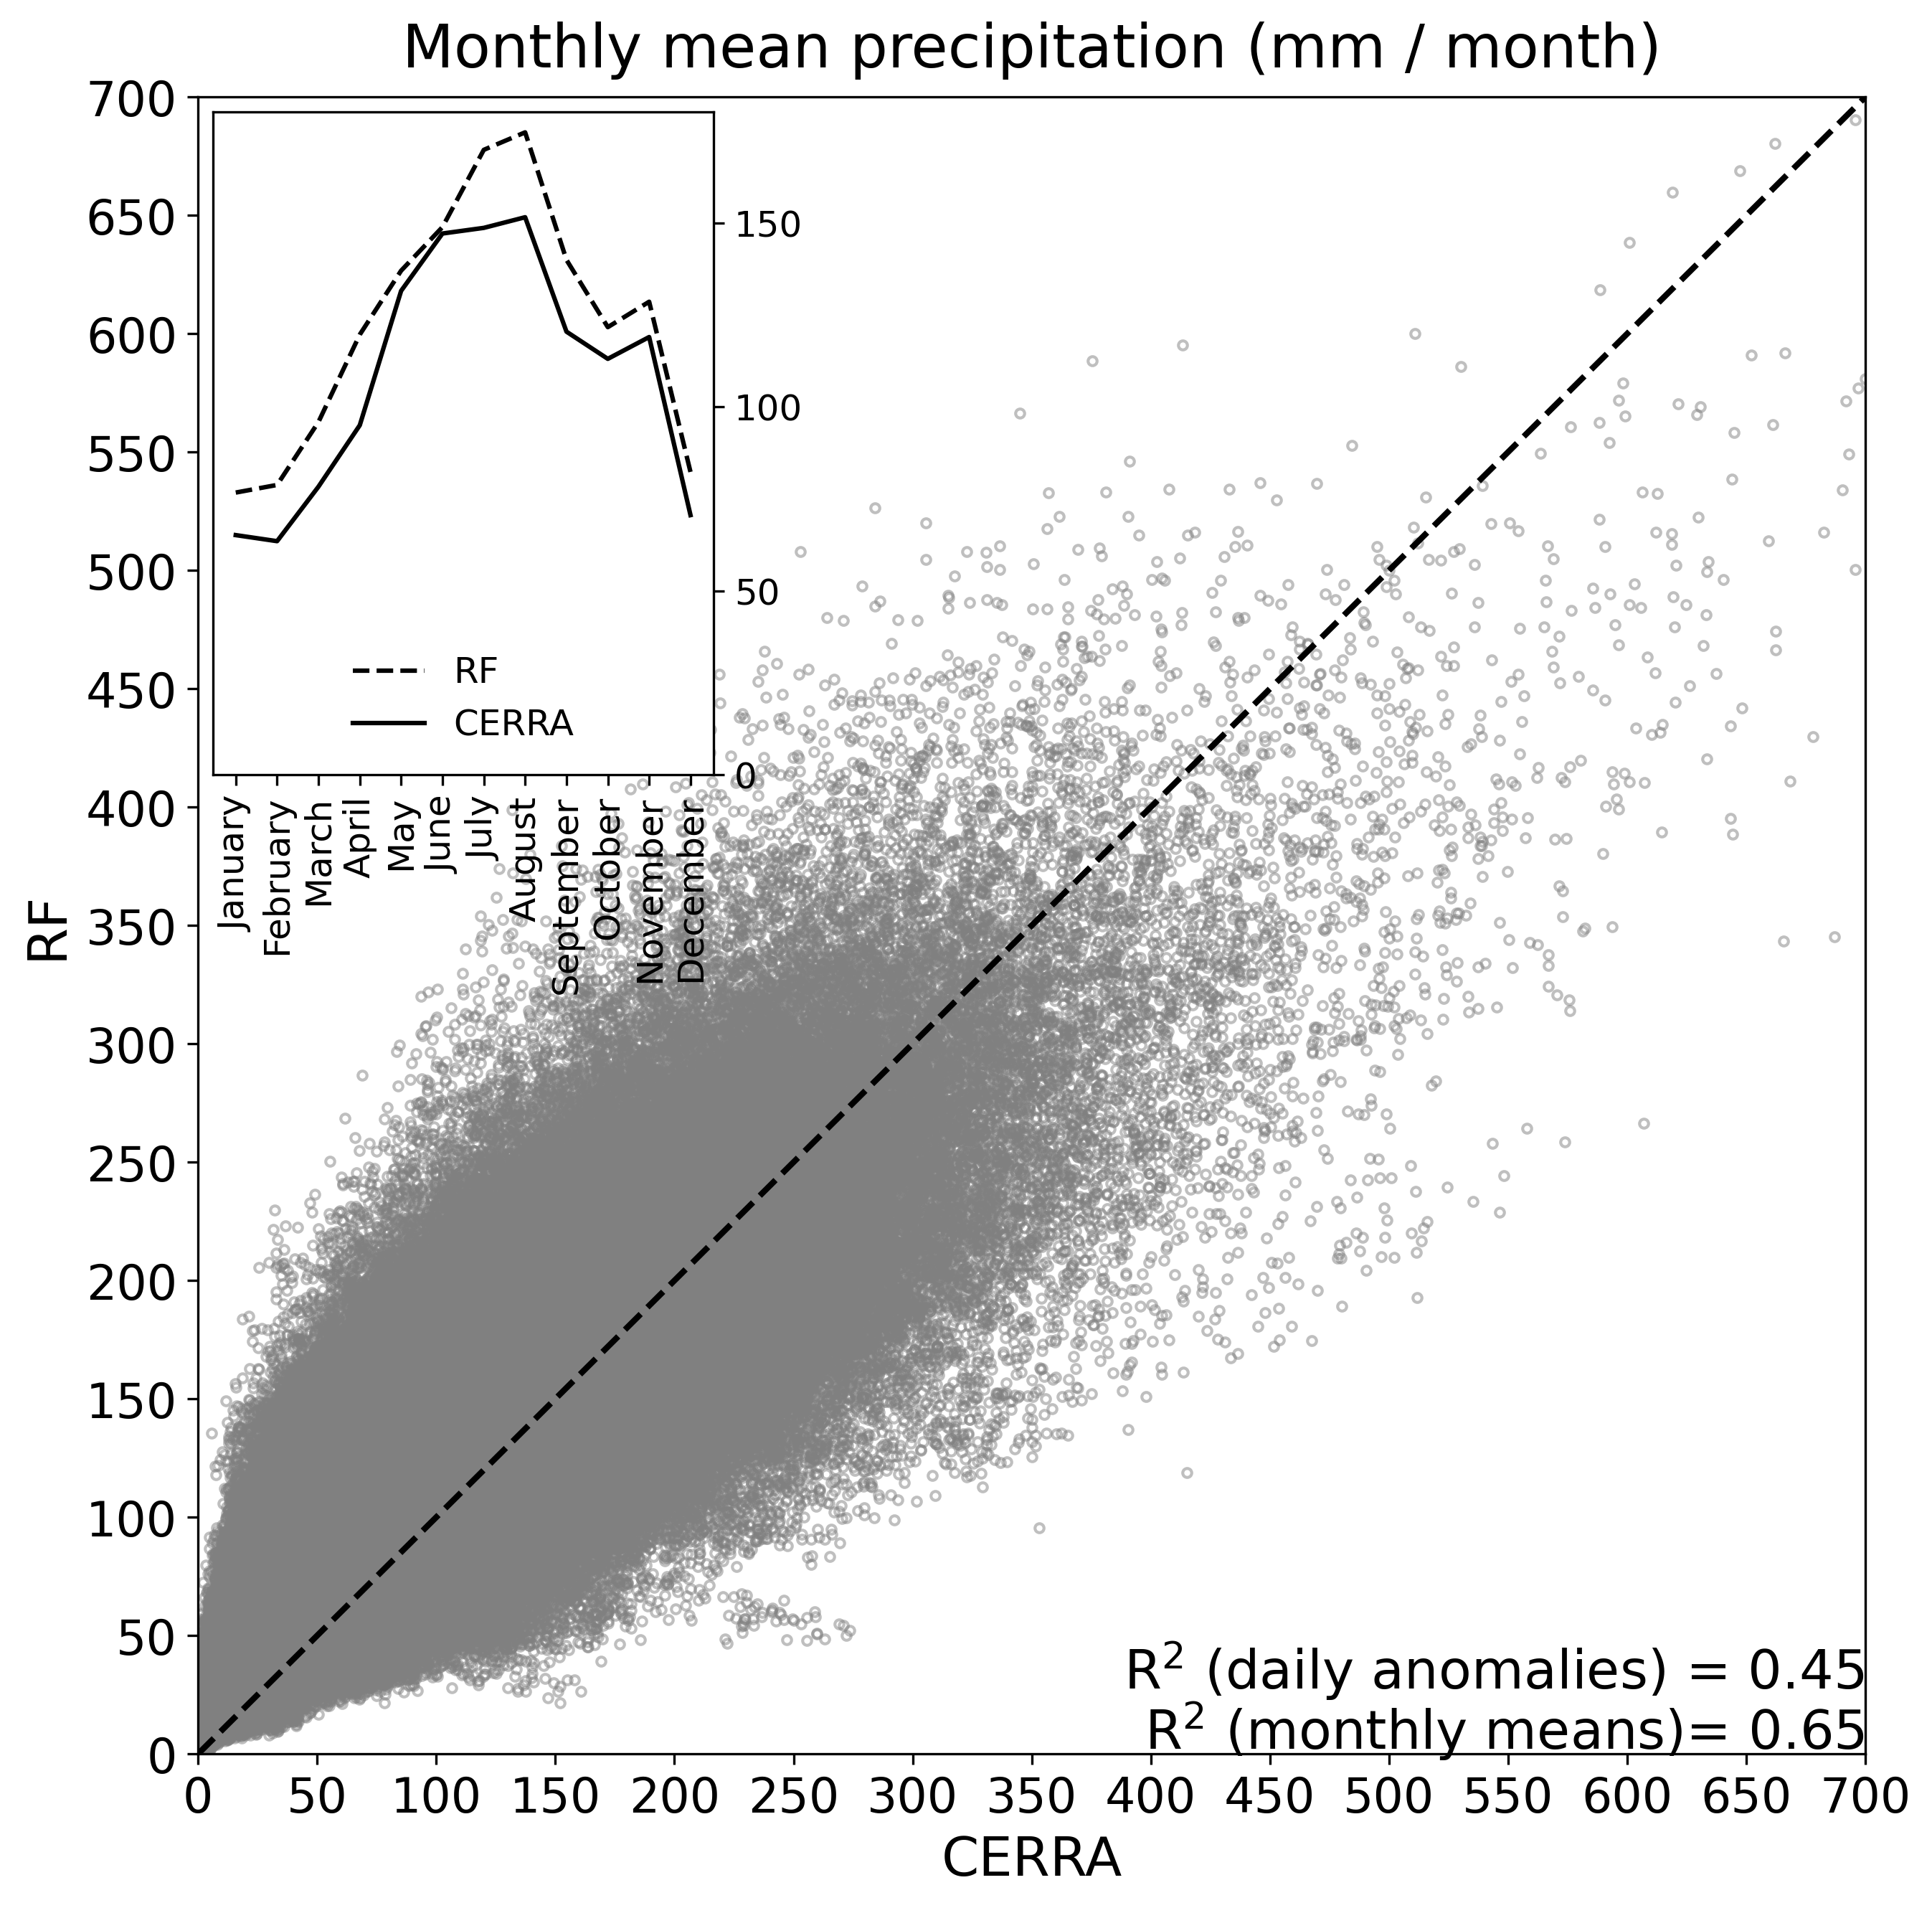 Monthly mean precipitation (mm / month)
700
650
600
550
500
450
400
350
300
250
200
150
100
50
0
RF
150
100
50
0
RF
CERRA
January
February
March
April
May
June
July
August
September
October
November
December
R² (daily anomalies) = 0.45
R² (monthly means)= 0.65
0 50 100 150 200 250 300 350 400 450 500 550 600 650 700
CERRA